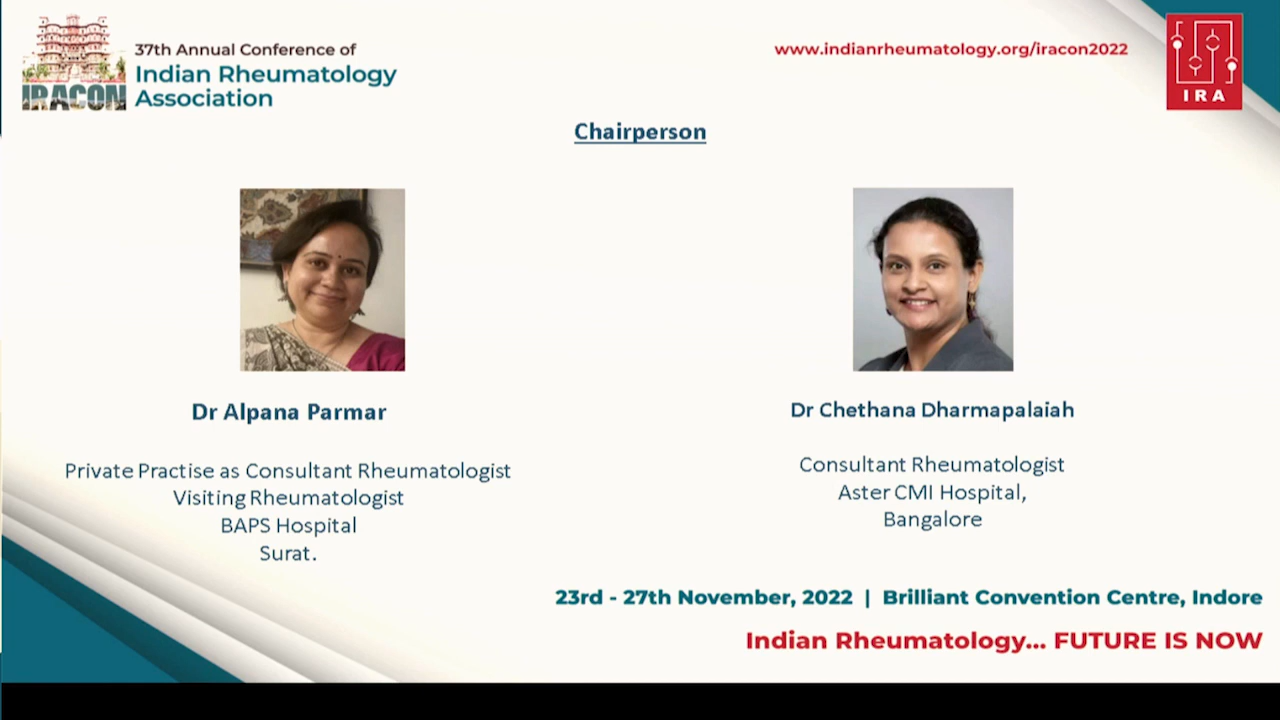 37th Annual Conference of
Indian Rheumatology
Association
IRACON
www.indianrheumatology.org/iracon2022
IRA
Chairperson
Dr Alpana Parmar
Private Practise as Consultant Rheumatologist
Visiting Rheumatologist
BAPS Hospital
Surat.
Dr Chethana Dharmapalaiah
Consultant Rheumatologist
Aster CMI Hospital,
Bangalore
23rd - 27th November, 2022 | Brilliant Convention Centre, Indore
Indian Rheumatology... FUTURE IS NOW